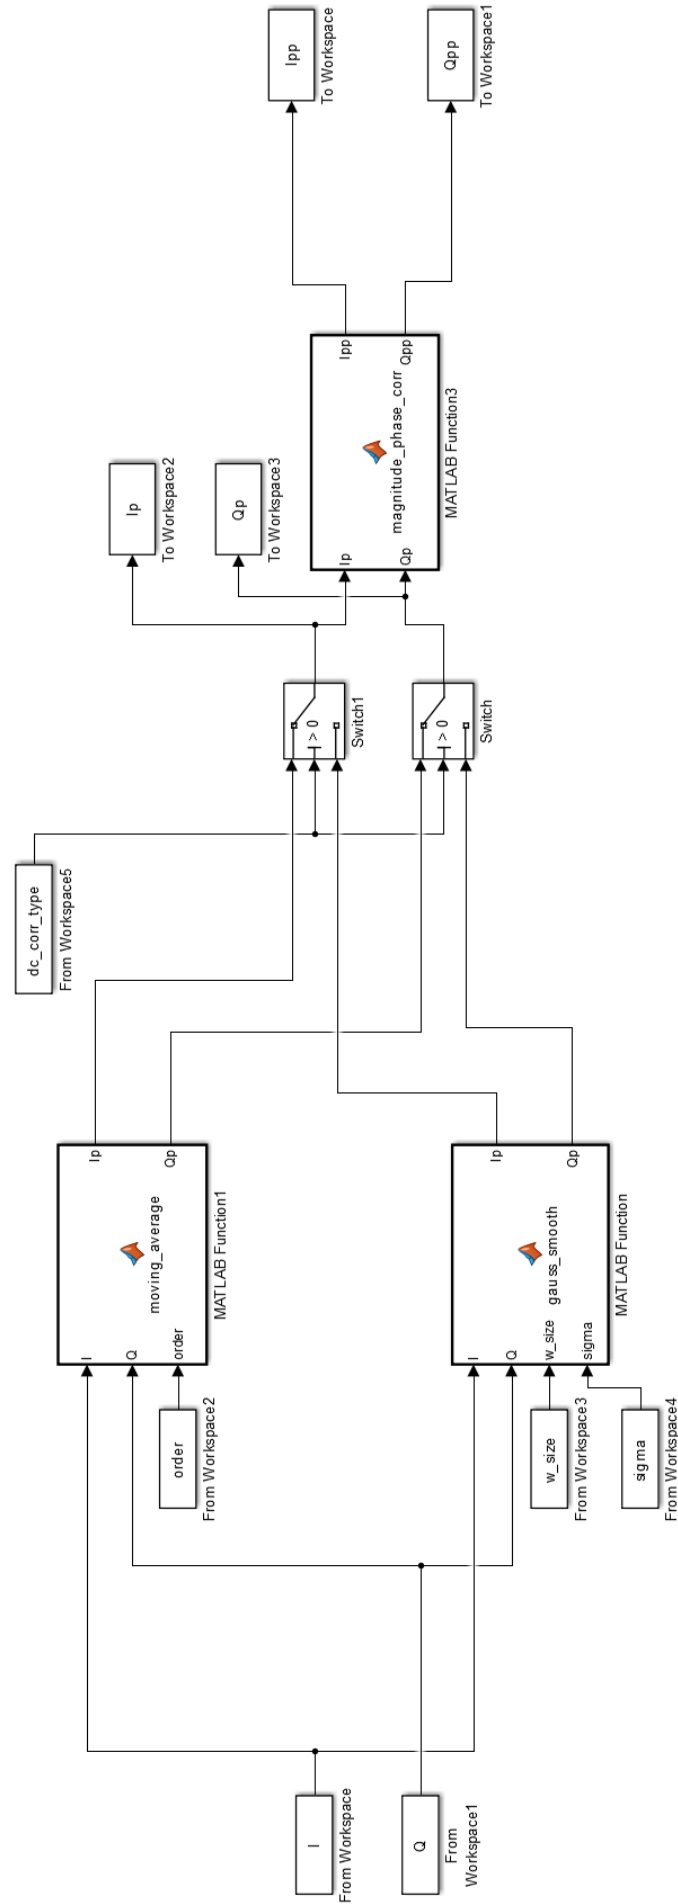 I
From Workspace
Q
From
Workspace1
order
From Workspace2
w_size
From Workspace3
sigma
From Workspace4
I
Q
order
moving_average
Ip
Qp
MATLAB Function1
I
Q
w_size
sigma
gauss_smooth
Ip
Qp
MATLAB Function
dc_corr_type
From Workspace5
> 0
Switch1
> 0
Switch
Ip
To Workspace2
Qp
To Workspace3
Ip
Qp
magnitude_phase_corr
Ipp
Qpp
MATLAB Function3
Ipp
To Workspace
Qpp
To Workspace1